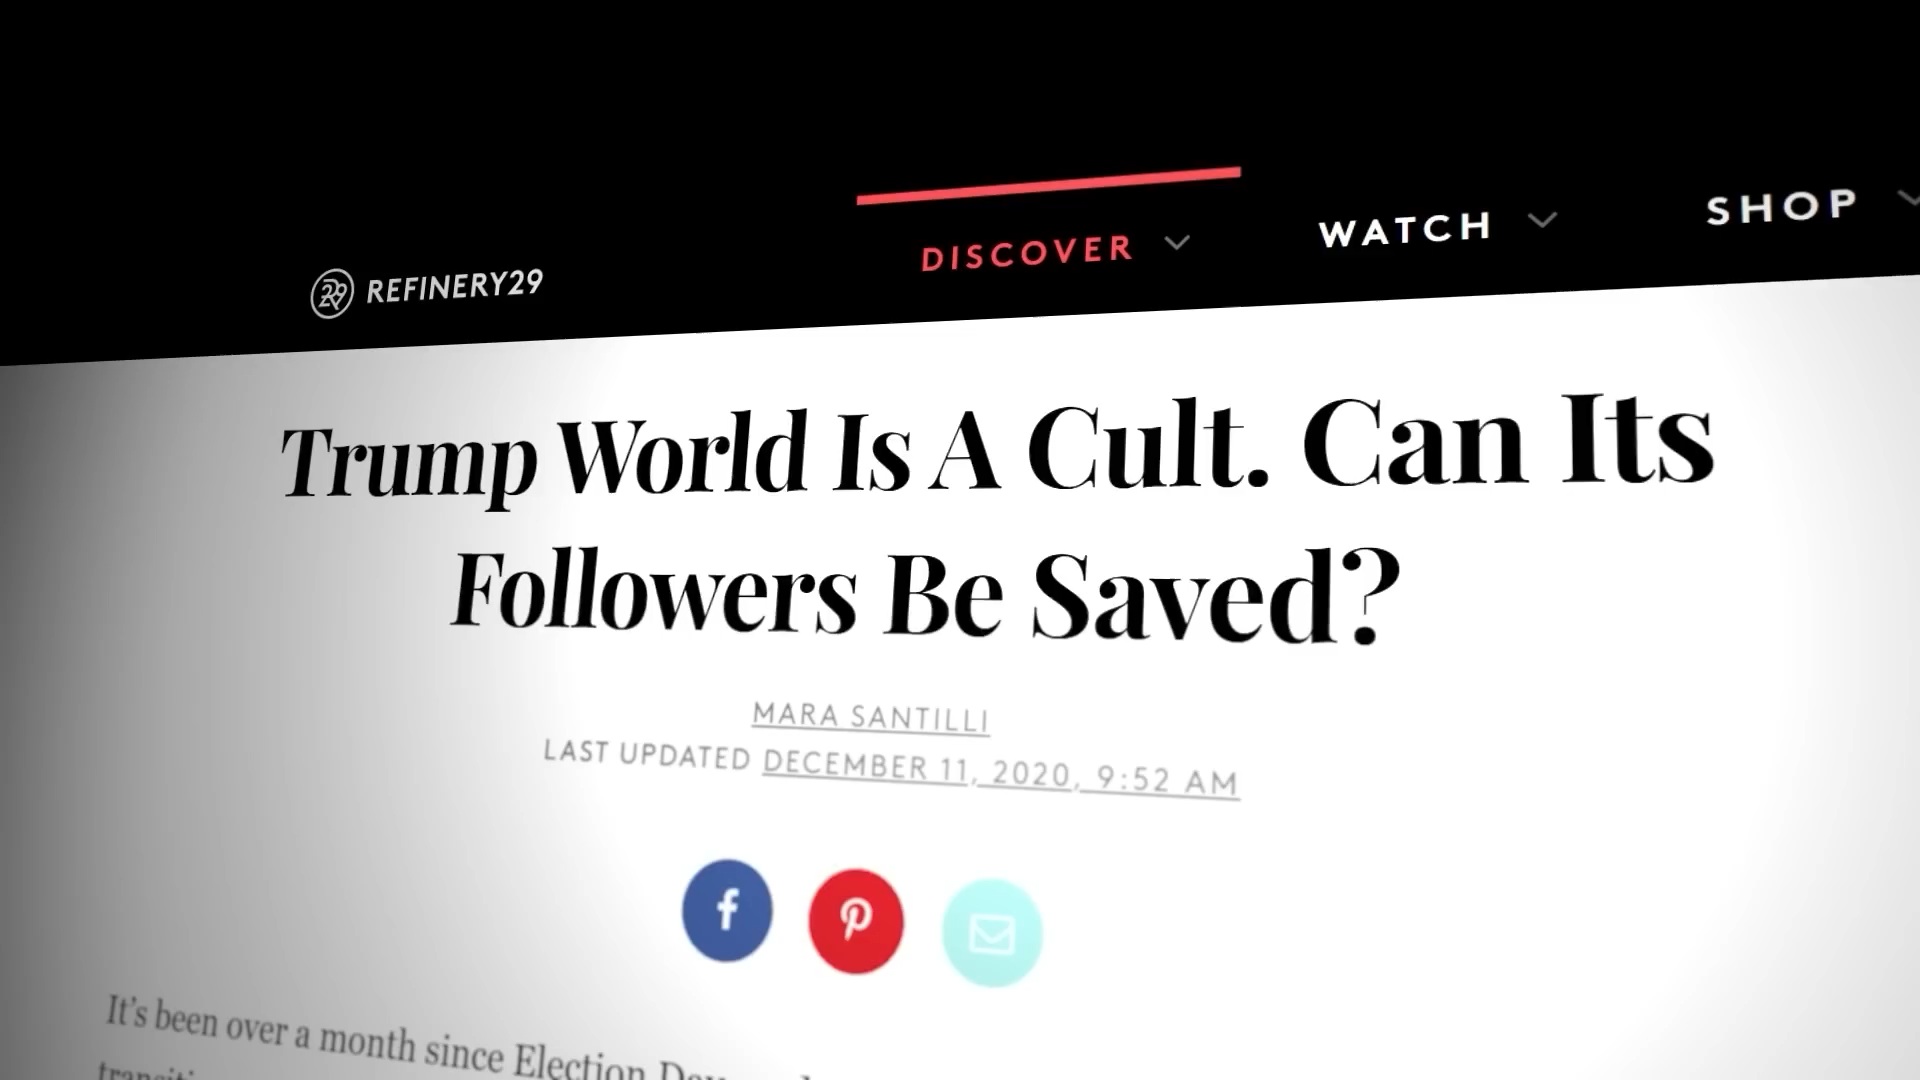 REFINERY29
DISCOVER
WATCH
SHOP
Trump World Is A Cult. Can Its
Followers Be Saved?
MARA SANTILLI
LAST UPDATED DECEMBER 11, 2020, 9:52 AM
It's been over a month since Election